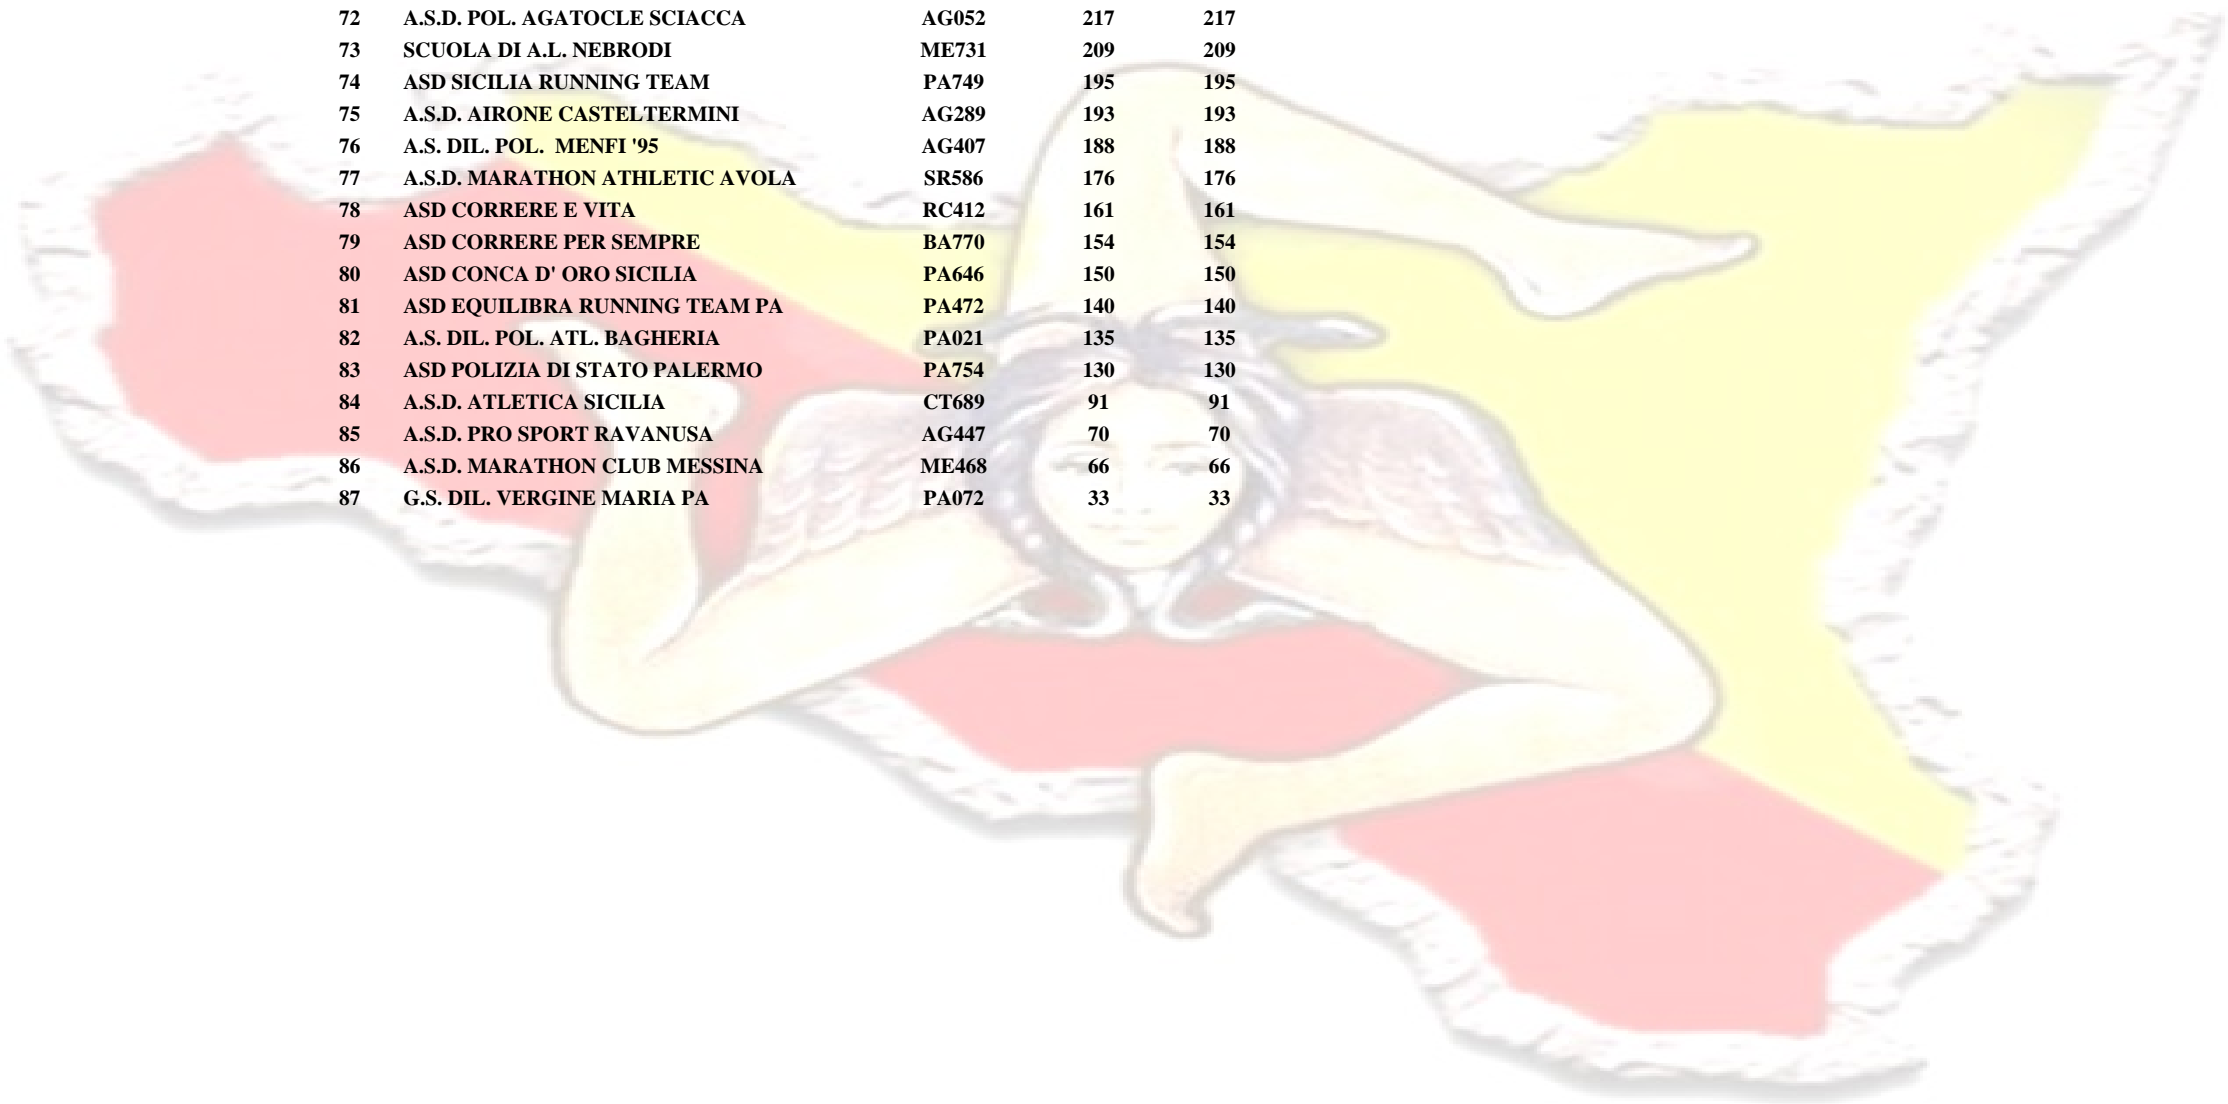 72 A.S.D. POL. AGATOCLE SCIACCA AG052 217 217
73 SCUOLA DI A.L. NEBRODI ME731 209 209
74 ASD SICILIA RUNNING TEAM PA749 195 195
75 A.S.D. AIRONE CASTELTERMINI AG289 193 193
76 A.S. DIL. POL.  MENFI '95 AG407 188 188
77 A.S.D. MARATHON ATHLETIC AVOLA SR586 176 176
78 ASD CORRERE E VITA RC412 161 161
79 ASD CORRERE PER SEMPRE BA770 154 154
80 ASD CONCA D' ORO SICILIA PA646 150 150
81 ASD EQUILIBRA RUNNING TEAM PA PA472 140 140
82 A.S. DIL. POL. ATL. BAGHERIA PA021 135 135
83 ASD POLIZIA DI STATO PALERMO PA754 130 130
84 A.S.D. ATLETICA SICILIA CT689 91 91
85 A.S.D. PRO SPORT RAVANUSA AG447 70 70
86 A.S.D. MARATHON CLUB MESSINA ME468 66 66
87 G.S. DIL. VERGINE MARIA PA PA072 33 33